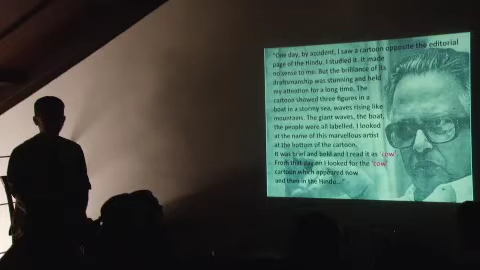 "One day, by accident, I saw a cartoon opposite the editorial
page of the Hindu. I studied it. It made
no sense to me. But the brilliance of its
draftsmanship was stunning and held
my attention for a long time. The
cartoon showed three figures in a
boat in a stormy sea, waves rising like
mountains. The giant waves, the boat,
the people were all labelled. I looked
at the name of this marvellous artist
at the bottom of the cartoon.
It was brief and bold and I read it as 'cow'.
From that day on I looked for the 'cow'
cartoon which appeared now
and then in the Hindu..."